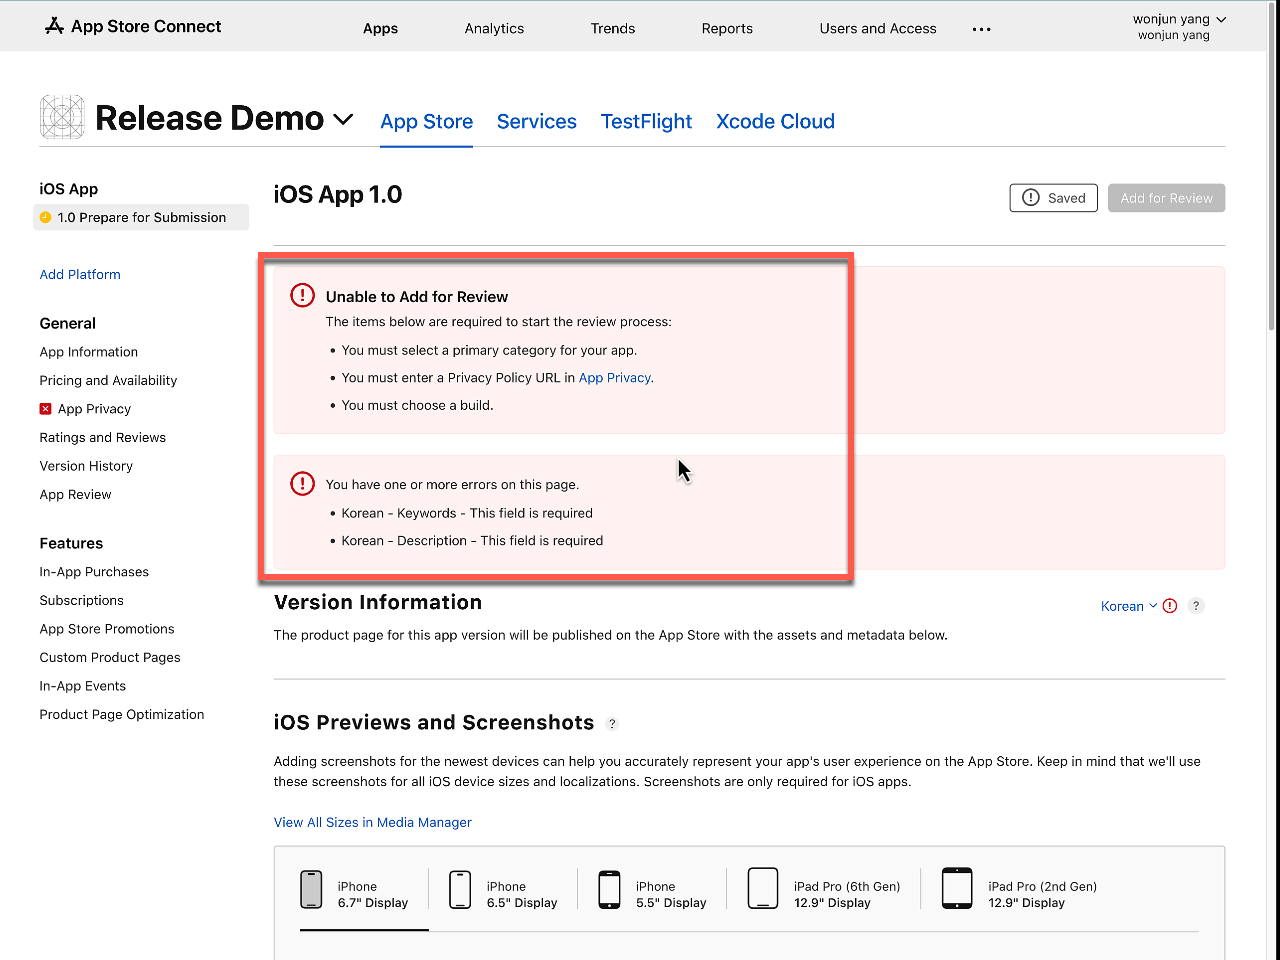 App Store Connect
Apps
Analytics
Trends
Reports
Users and Access
wonjun yang
wonjun yang
Release Demo
App Store
Services
TestFlight
Xcode Cloud
iOS App
1.0 Prepare for Submission
Add Platform
General
App Information
Pricing and Availability
App Privacy
Ratings and Reviews
Version History
App Review
Features
In-App Purchases
Subscriptions
App Store Promotions
Custom Product Pages
In-App Events
Product Page Optimization
iOS App 1.0
Saved
Add for Review
Unable to Add for Review
The items below are required to start the review process:
• You must select a primary category for your app.
• You must enter a Privacy Policy URL in App Privacy.
• You must choose a build.
You have one or more errors on this page.
• Korean - Keywords - This field is required
• Korean - Description - This field is required
Version Information
Korean
?
The product page for this app version will be published on the App Store with the assets and metadata below.
iOS Previews and Screenshots ?
Adding screenshots for the newest devices can help you accurately represent your app's user experience on the App Store. Keep in mind that we'll use
these screenshots for all iOS device sizes and localizations. Screenshots are only required for iOS apps.
View All Sizes in Media Manager
iPhone
6.7" Display
iPhone
6.5" Display
iPhone
5.5" Display
iPad Pro (6th Gen)
12.9" Display
iPad Pro (2nd Gen)
12.9" Display